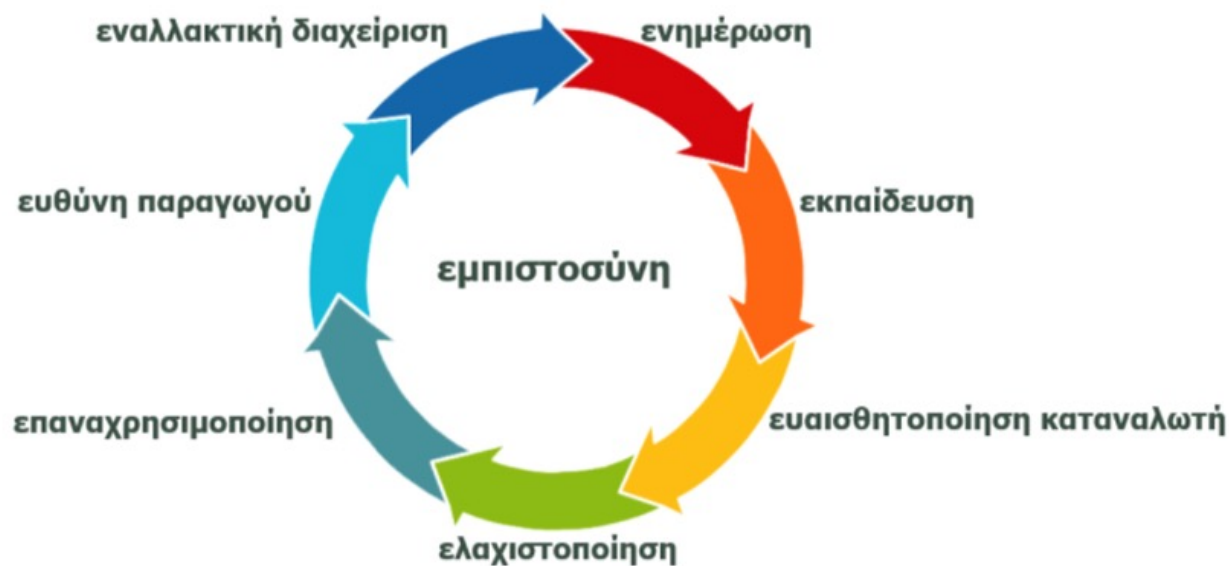 εναλλακτική διαχείριση
ενημέρωση
ευθύνη παραγωγού
εκπαίδευση
εμπιστοσύνη
επαναχρησιμοποίηση
ευαισθητοποίηση καταναλωτή
ελαχιστοποίηση